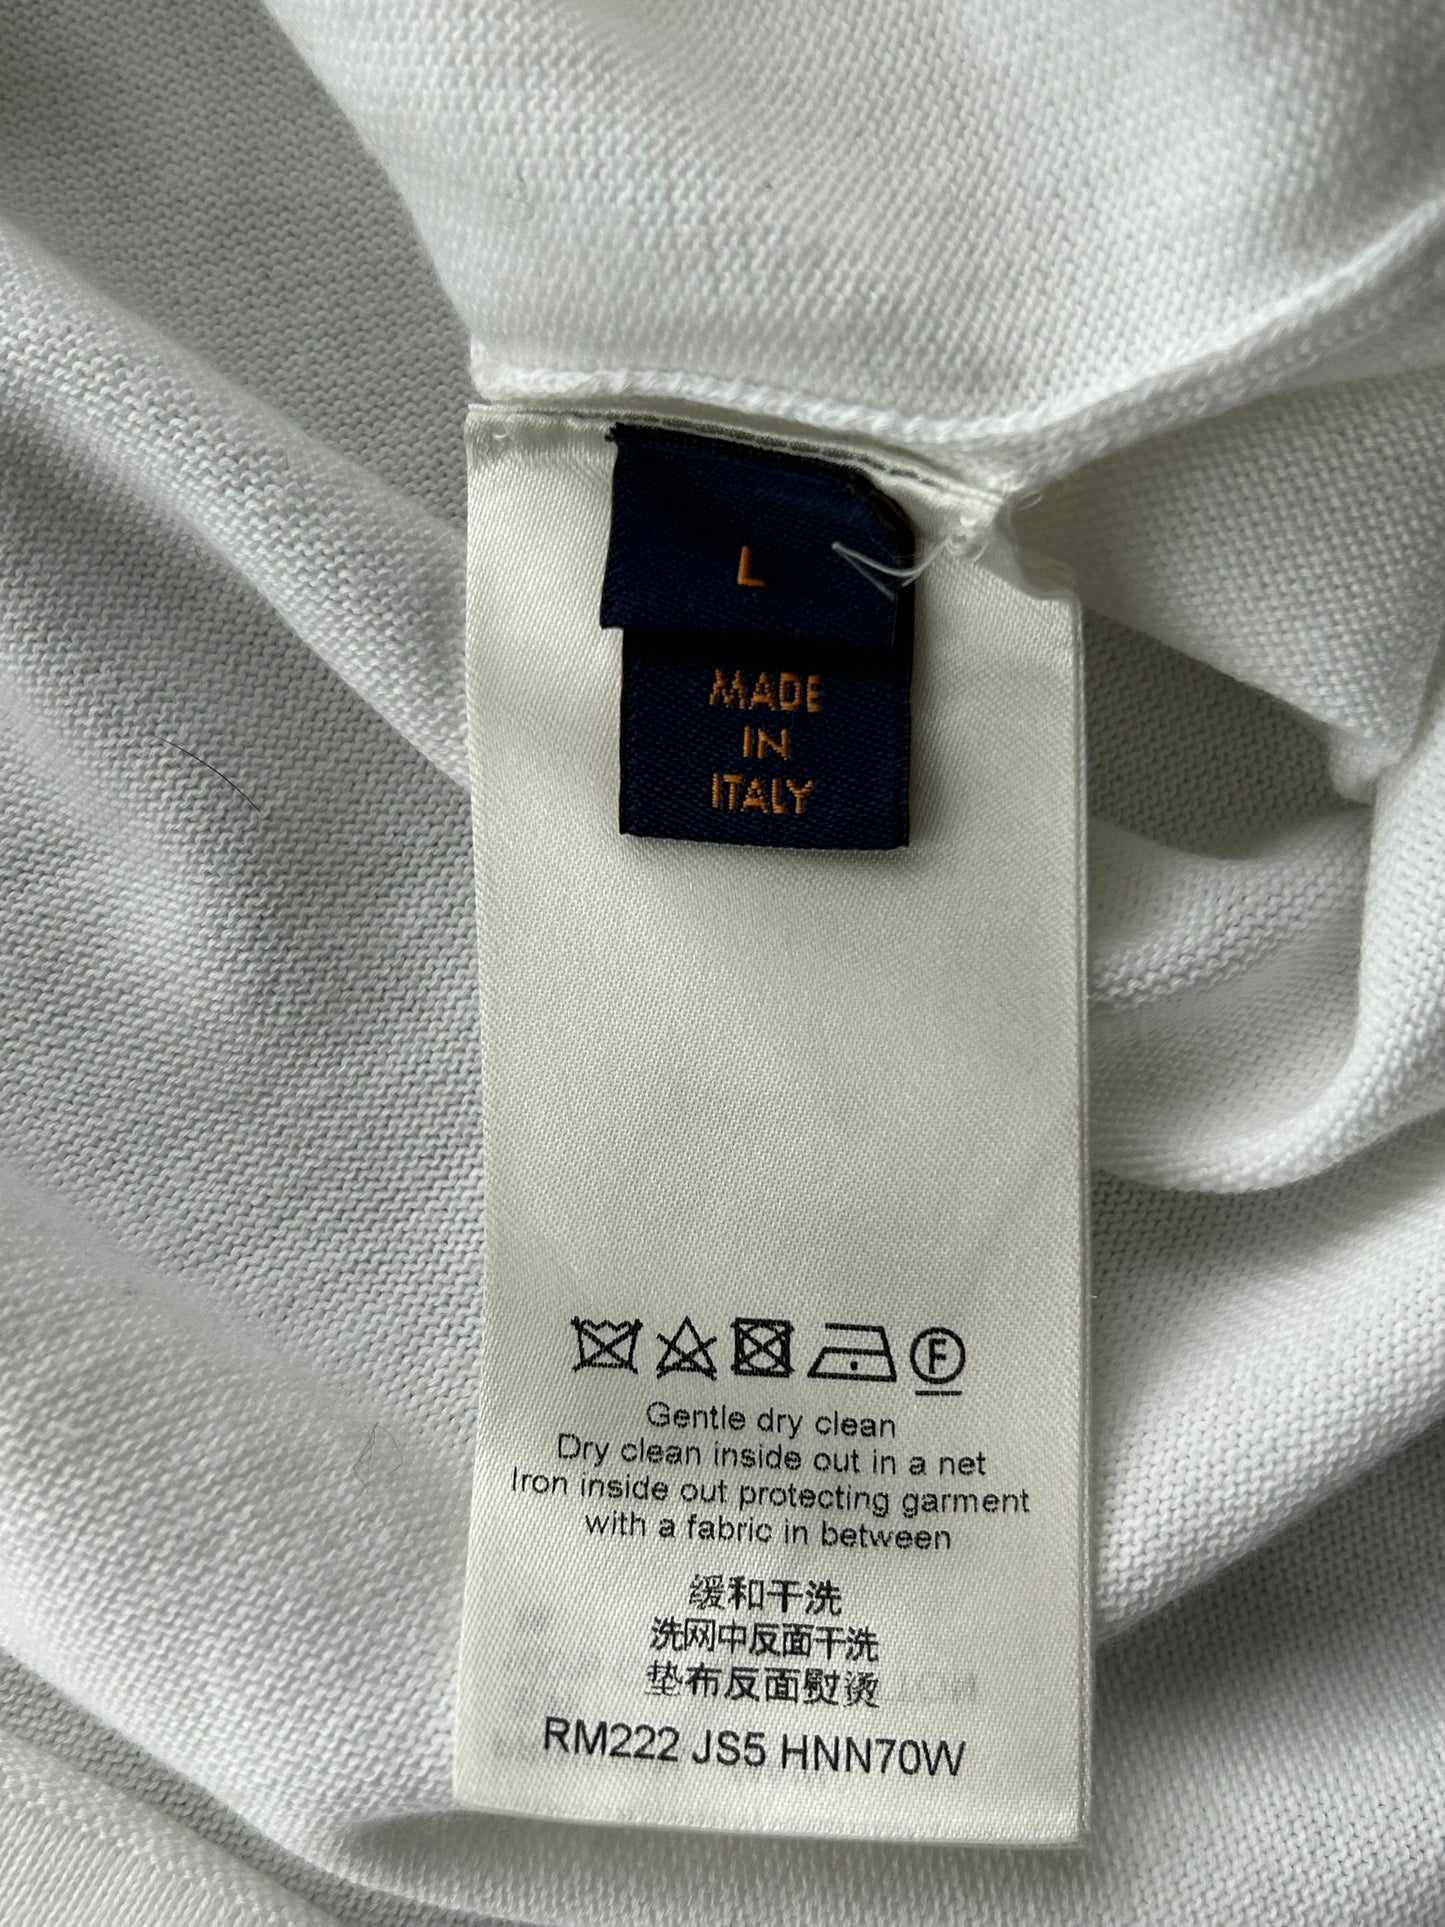 L
MADE
IN
ITALY
F
Gentle dry clean
Dry clean inside out in a net
Iron inside out protecting garment
with a fabric in between
缓和干洗
洗网中反面干洗
垫布反面熨烫
RM222 JS5 HNN70W